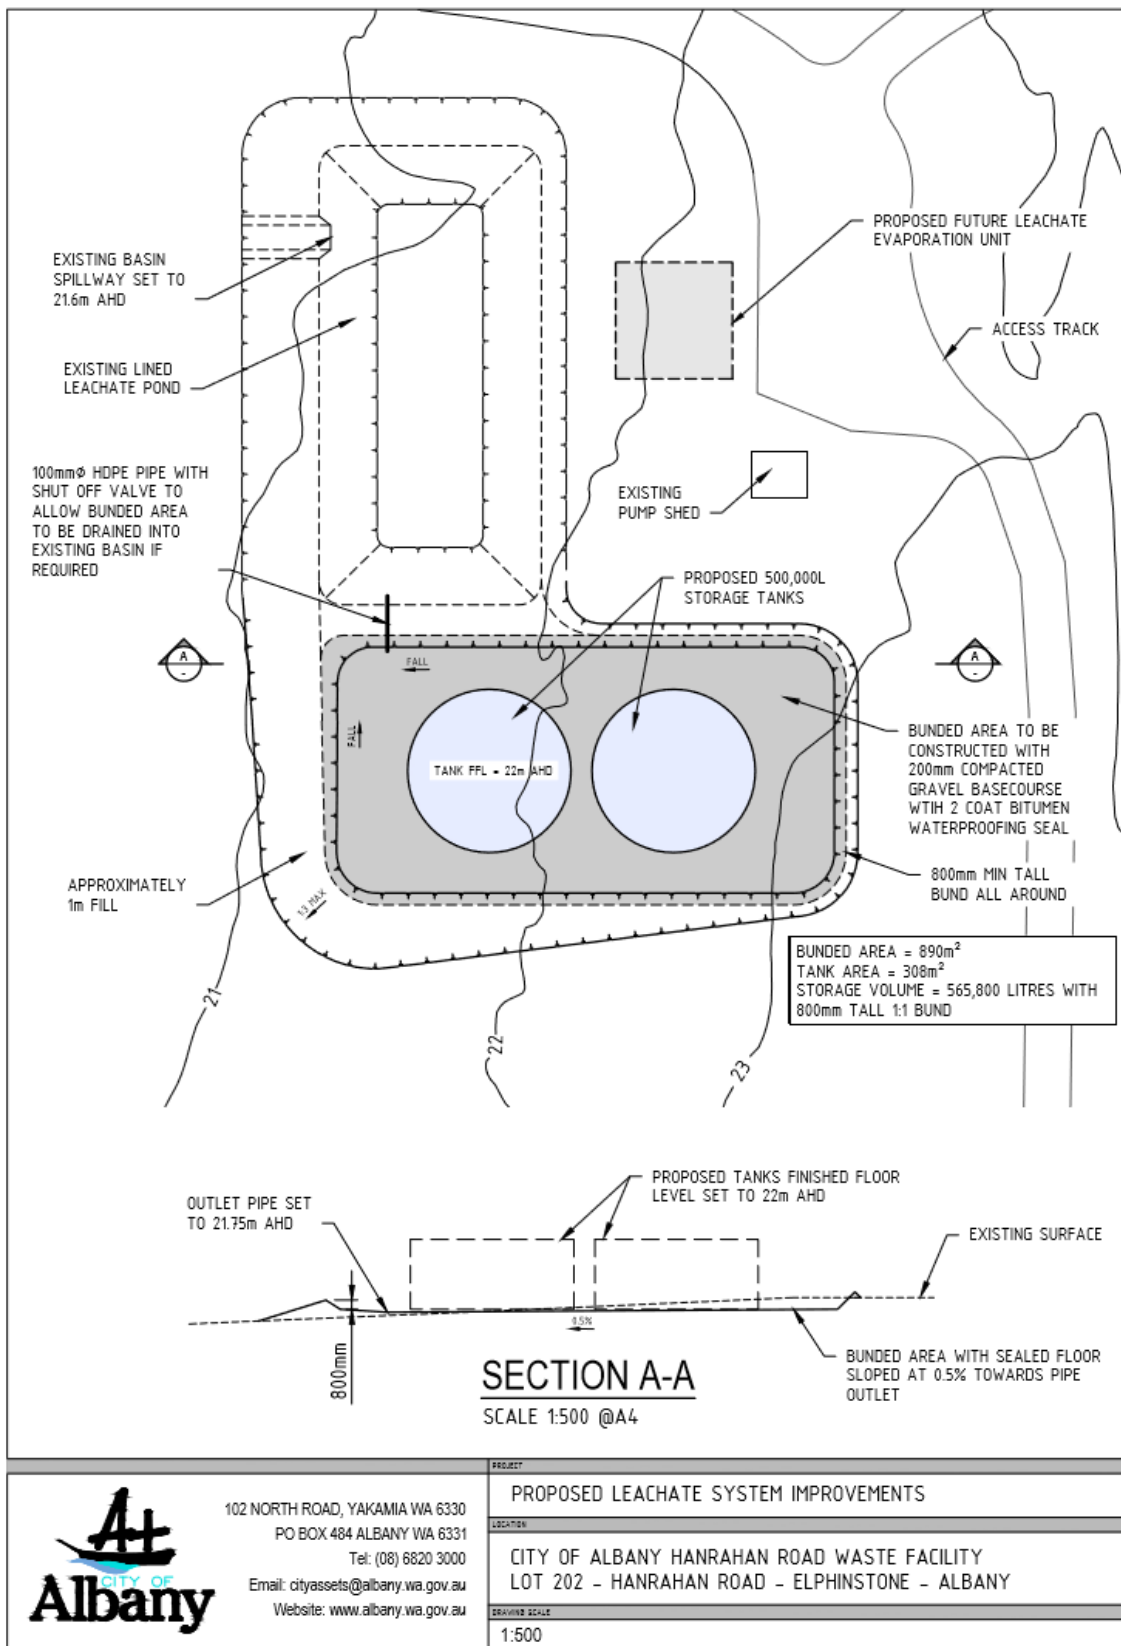 PROPOSED FUTURE LEACHATE
EVAPORATION UNIT
EXISTING BASIN
SPILLWAY SET TO
21.6m AHD
ACCESS TRACK
EXISTING LINED
LEACHATE POND
100mmϕ HDPE PIPE WITH
SHUT OFF VALVE TO
ALLOW BUNDED AREA
TO BE DRAINED INTO
EXISTING BASIN IF
REQUIRED
EXISTING
PUMP SHED
PROPOSED 500,000L
STORAGE TANKS
A
-
A
-
FALL
FALL
TANK FFL = 22m AHD
BUNDED AREA TO BE
CONSTRUCTED WITH
200mm COMPACTED
GRAVEL BASECOURSE
WTIH 2 COAT BITUMEN
WATERPROOFING SEAL
800mm MIN TALL
BUND ALL AROUND
APPROXIMATELY
1m FILL
1:3 MAX
BUNDED AREA = 890m²
TANK AREA = 308m²
STORAGE VOLUME = 565,800 LITRES WITH
800mm TALL 1:1 BUND
21
22
23
PROPOSED TANKS FINISHED FLOOR
LEVEL SET TO 22m AHD
OUTLET PIPE SET
TO 21.75m AHD
EXISTING SURFACE
0.5%
800mm
BUNDED AREA WITH SEALED FLOOR
SLOPED AT 0.5% TOWARDS PIPE
OUTLET
SECTION A-A
SCALE 1:500 @A4
CITY OF
Albany
102 NORTH ROAD, YAKAMIA WA 6330
PO BOX 484 ALBANY WA 6331
Tel: (08) 6820 3000
Email: cityassets@albany.wa.gov.au
Website: www.albany.wa.gov.au
PROJECT
PROPOSED LEACHATE SYSTEM IMPROVEMENTS
LOCATION
CITY OF ALBANY HANRAHAN ROAD WASTE FACILITY
LOT 202 - HANRAHAN ROAD - ELPHINSTONE - ALBANY
DRAWING SCALE
1:500